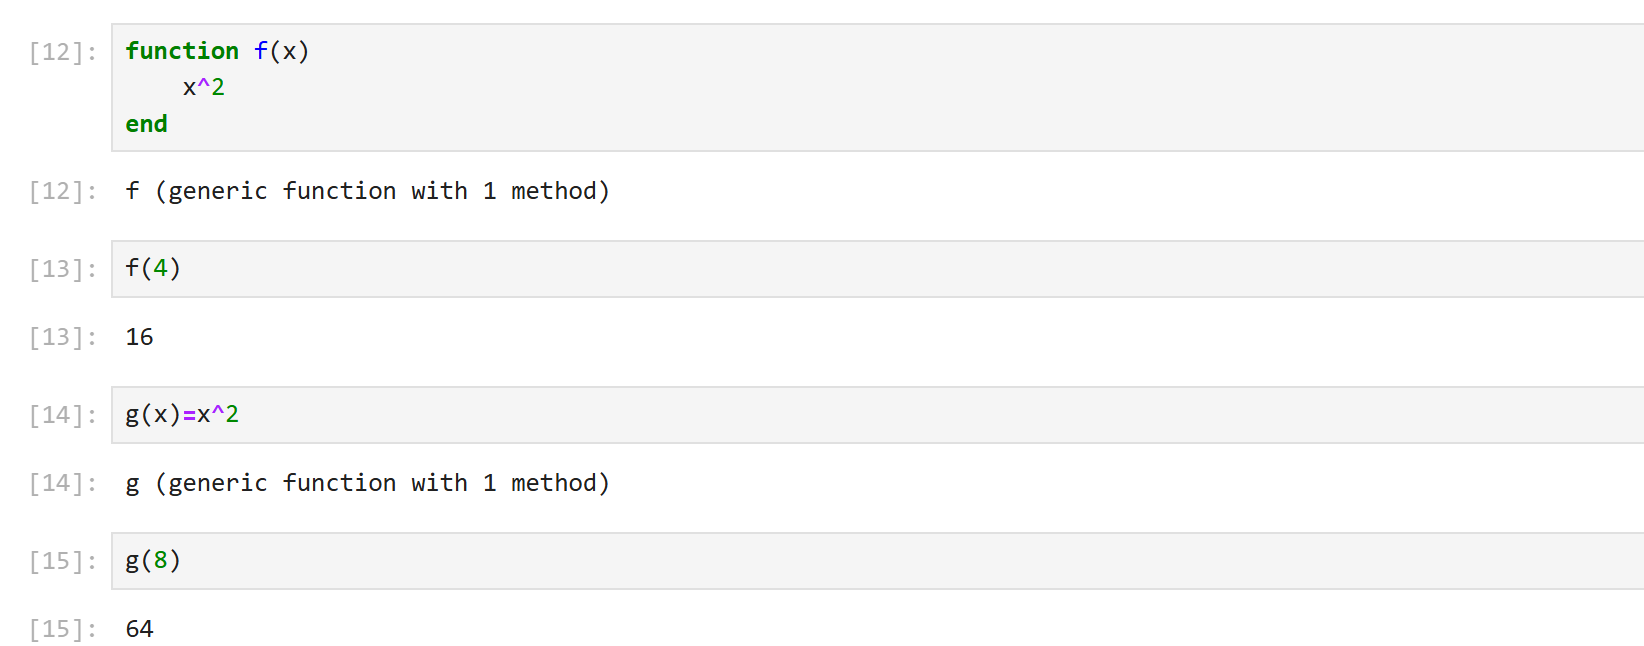 [12]: function f(x)
    x^2
end
[12]: f (generic function with 1 method)
[13]: f(4)
[13]: 16
[14]: g(x)=x^2
[14]: g (generic function with 1 method)
[15]: g(8)
[15]: 64